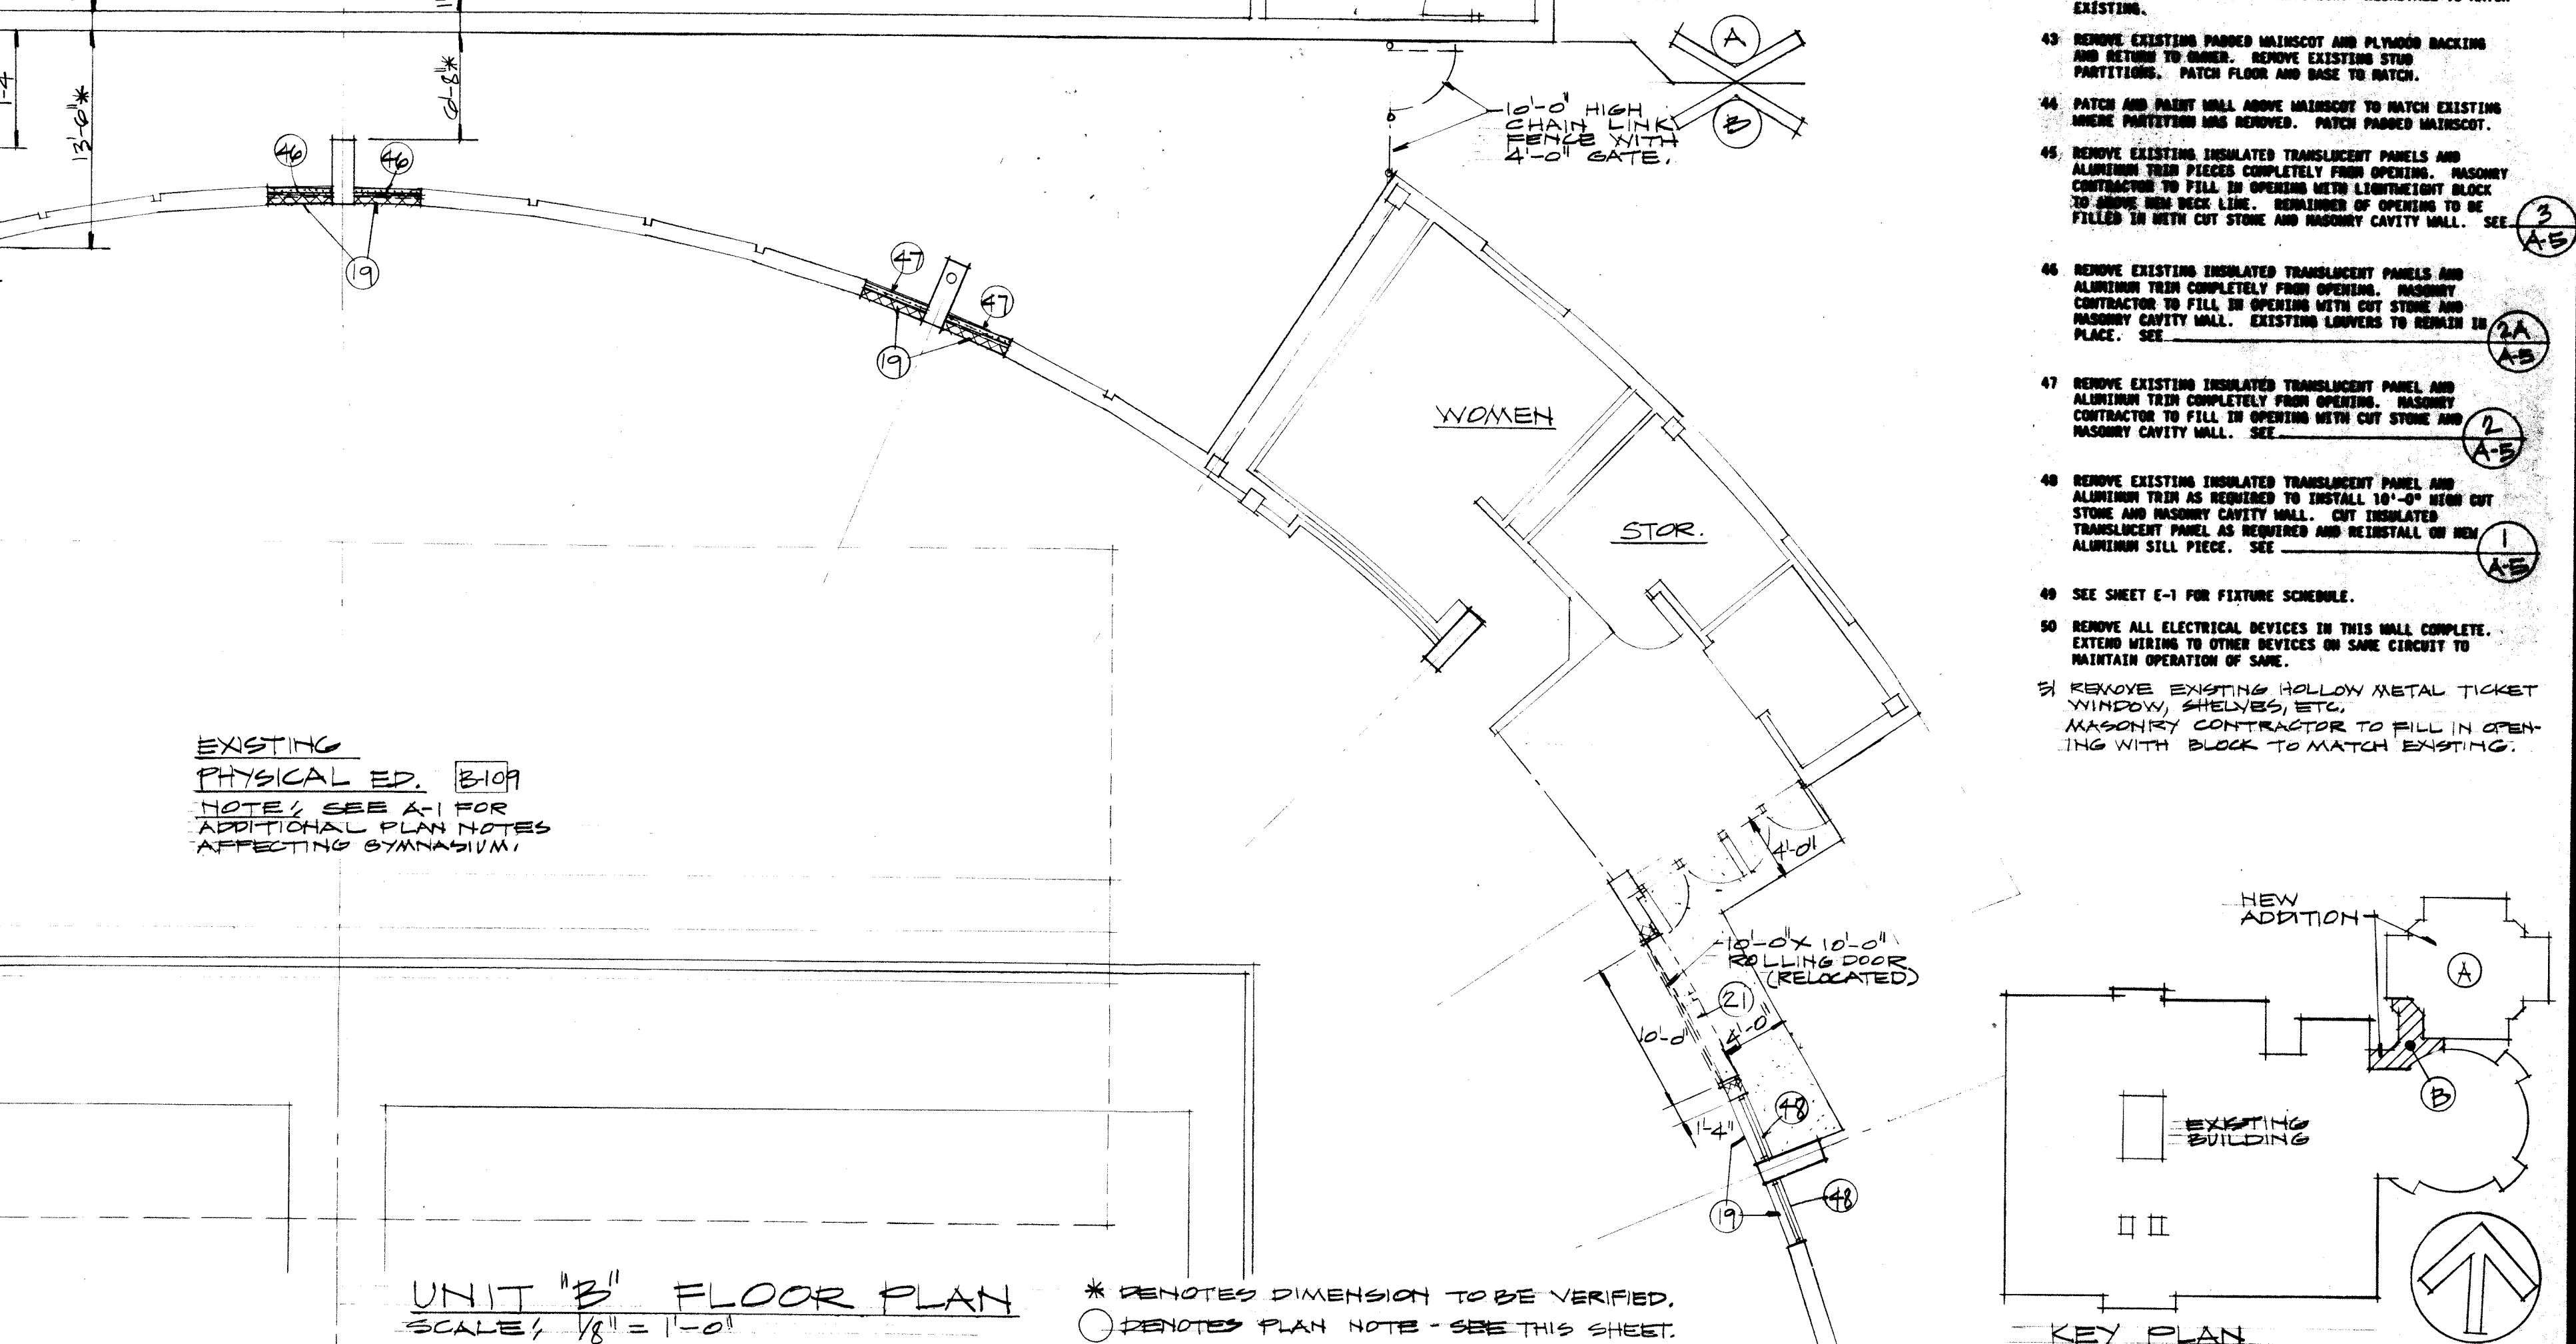 EXISTING.
43 REMOVE EXISTING PADDED WAINSCOT AND PLYWOOD BACKING
AND RETURN TO OWNER. REMOVE EXISTING STUD
PARTITIONS. PATCH FLOOR AND BASE TO MATCH.
44 PATCH AND PAINT WALL ABOVE WAINSCOT TO MATCH EXISTING
WHERE PARTITION WAS REMOVED. PATCH PADDED WAINSCOT.
45 REMOVE EXISTING INSULATED TRANSLUCENT PANELS AND
ALUMINUM TRIM PIECES COMPLETELY FROM OPENING. MASONRY
CONTRACTOR TO FILL IN OPENING WITH LIGHTWEIGHT BLOCK
TO ABOVE NEW DECK LINE. REMAINDER OF OPENING TO BE
FILLED IN WITH CUT STONE AND MASONRY CAVITY WALL. SEE
3
A-5
46 REMOVE EXISTING INSULATED TRANSLUCENT PANELS AND
ALUMINUM TRIM COMPLETELY FROM OPENING. MASONRY
CONTRACTOR TO FILL IN OPENING WITH CUT STONE AND
MASONRY CAVITY WALL. EXISTING LOUVERS TO REMAIN IN
PLACE. SEE
2A
A-5
47 REMOVE EXISTING INSULATED TRANSLUCENT PANEL AND
ALUMINUM TRIM COMPLETELY FROM OPENING. MASONRY
CONTRACTOR TO FILL IN OPENING WITH CUT STONE AND
MASONRY CAVITY WALL. SEE
2
A-5
48 REMOVE EXISTING INSULATED TRANSLUCENT PANEL AND
ALUMINUM TRIM AS REQUIRED TO INSTALL 10'-0" HIGH CUT
STONE AND MASONRY CAVITY WALL. CUT INSULATED
TRANSLUCENT PANEL AS REQUIRED AND REINSTALL ON NEW
ALUMINUM SILL PIECE. SEE
1
A-5
49 SEE SHEET E-1 FOR FIXTURE SCHEDULE.
50 REMOVE ALL ELECTRICAL DEVICES IN THIS WALL COMPLETE.
EXTEND WIRING TO OTHER DEVICES ON SAME CIRCUIT TO
MAINTAIN OPERATION OF SAME.
51 REMOVE EXISTING HOLLOW METAL TICKET
WINDOW, SHELVES, ETC.
MASONRY CONTRACTOR TO FILL IN OPEN-
ING WITH BLOCK TO MATCH EXISTING.
1-4
13'-6"*
6'-8"*
A
B
10'-0" HIGH
CHAIN LINK
FENCE WITH
4'-0" GATE.
46
46
19
47
47
19
WOMEN
STOR.
EXISTING
PHYSICAL ED. B-109
NOTE: SEE A-1 FOR
ADDITIONAL PLAN NOTES
AFFECTING GYMNASIUM.
4'-0"
10'-0" X 10'-0"
ROLLING DOOR
(RELOCATED)
21
10'-0"
4'-0"
48
1'-4"
48
19
NEW
ADDITION
A
B
EXISTING
BUILDING
KEY PLAN
UNIT "B" FLOOR PLAN
SCALE: 1/8" = 1'-0"
* DENOTES DIMENSION TO BE VERIFIED.
DENOTES PLAN NOTE - SEE THIS SHEET.